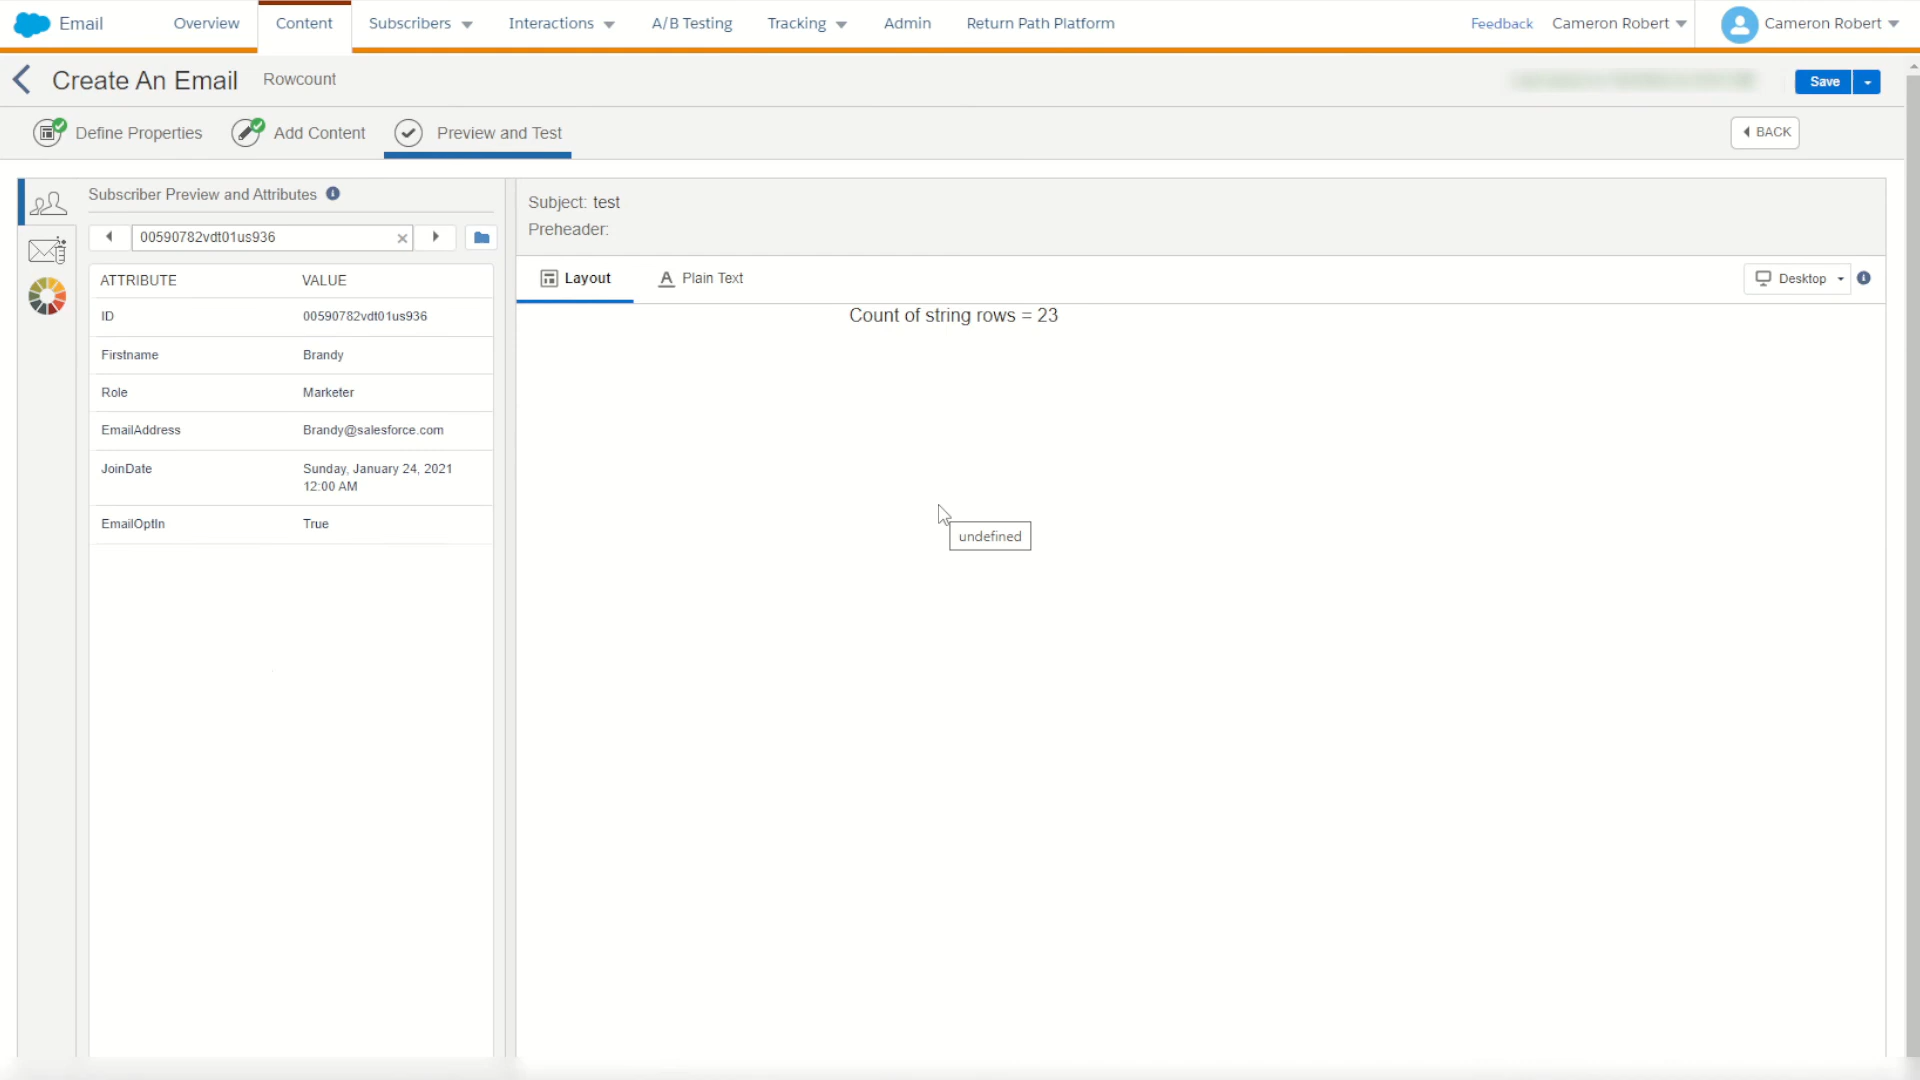 Email
Overview
Content
Subscribers
Interactions
A/B Testing
Tracking
Admin
Return Path Platform
Feedback
Cameron Robert
Cameron Robert
Create An Email
Rowcount
Save
Define Properties
Add Content
Preview and Test
BACK
Subscriber Preview and Attributes
00590782vdt01us936
ATTRIBUTE VALUE
ID 00590782vdt01us936
Firstname Brandy
Role Marketer
EmailAddress Brandy@salesforce.com
JoinDate Sunday, January 24, 2021
12:00 AM
EmailOptIn True
Subject: test
Preheader:
Layout
Plain Text
Desktop
Count of string rows = 23
undefined